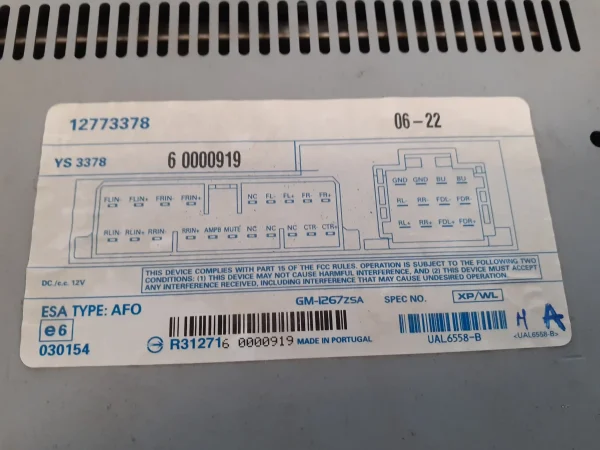 12773378
06-22
YS 3378
6 0000919
FLIN- FLIN+ FRIN- FRIN+ NC FL- FL+ FR- FR+
RLIN- RLIN+ RRIN- RRIN+ AMPB MUTE NC NC NC CTR- CTR+
GND GND BU BU
RL- RR- FDL- FDR-
RL+ RR+ FDL+ FDR+
DC./c.c. 12V
THIS DEVICE COMPLIES WITH PART 15 OF THE FCC RULES. OPERATION IS SUBJECT TO THE FOLLOWING TWO
CONDITIONS: (1) THIS DEVICE MAY NOT CAUSE HARMFUL INTERFERENCE, AND (2) THIS DEVICE MUST ACCEPT
ANY INTERFERENCE RECEIVED, INCLUDING INTERFERENCE THAT MAY CAUSE UNDESIRED OPERATION.
ESA TYPE: AFO
GM-1267ZSA
SPEC NO.
XP/WL
e6
030154
R31271
6 0000919
MADE IN PORTUGAL
UAL6558-B
H A
<UAL6558-B>